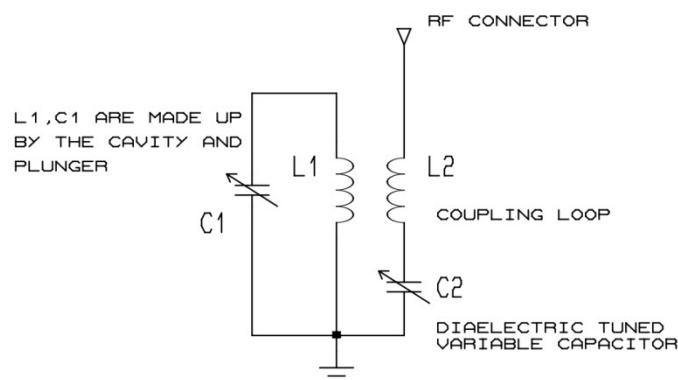 RF CONNECTOR
L1,C1 ARE MADE UP
BY THE CAVITY AND
PLUNGER
L1
L2
C1
COUPLING LOOP
C2
DIAELECTRIC TUNED
VARIABLE CAPACITOR